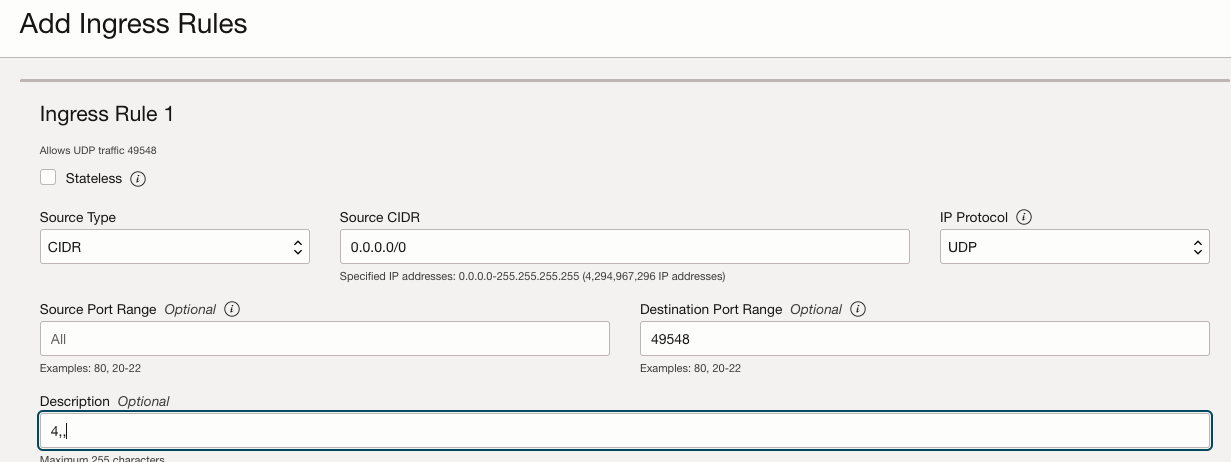 Add Ingress Rules
Ingress Rule 1
Allows UDP traffic 49548
Stateless
Source Type
Source CIDR
IP Protocol
CIDR
0.0.0.0/0
UDP
Specified IP addresses: 0.0.0.0-255.255.255.255 (4,294,967,296 IP addresses)
Source Port Range Optional
Destination Port Range Optional
All
49548
Examples: 80, 20-22
Examples: 80, 20-22
Description Optional
4,,
Maximum 255 characters